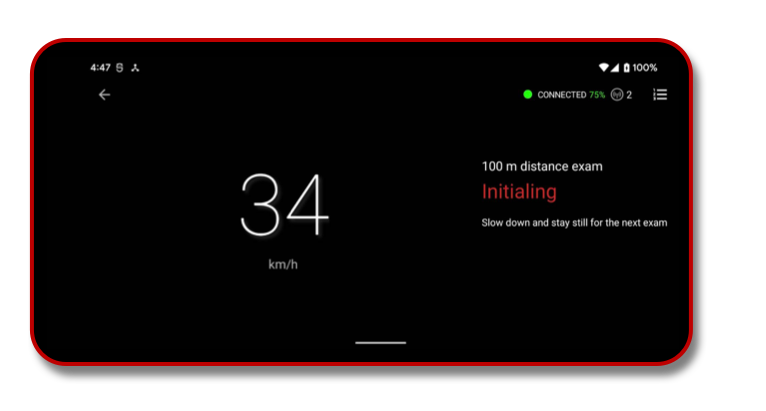 4:47
100%
CONNECTED 75% 2
34
km/h
100 m distance exam
Initialing
Slow down and stay still for the next exam